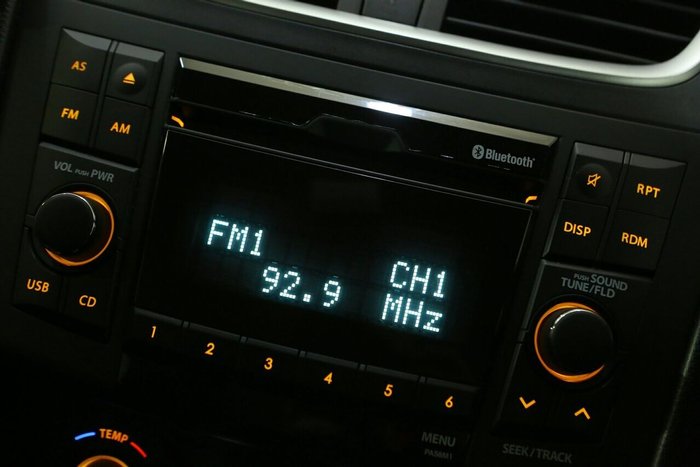 AS
FM
AM
VOL PUSH PWR
USB
CD
Bluetooth®
RPT
DISP
RDM
PUSH SOUND
TUNE/FLD
FM1
CH1
92.9
MHz
1 2 3 4 5 6
MENU
PAS6M1
SEEK/TRACK
TEMP